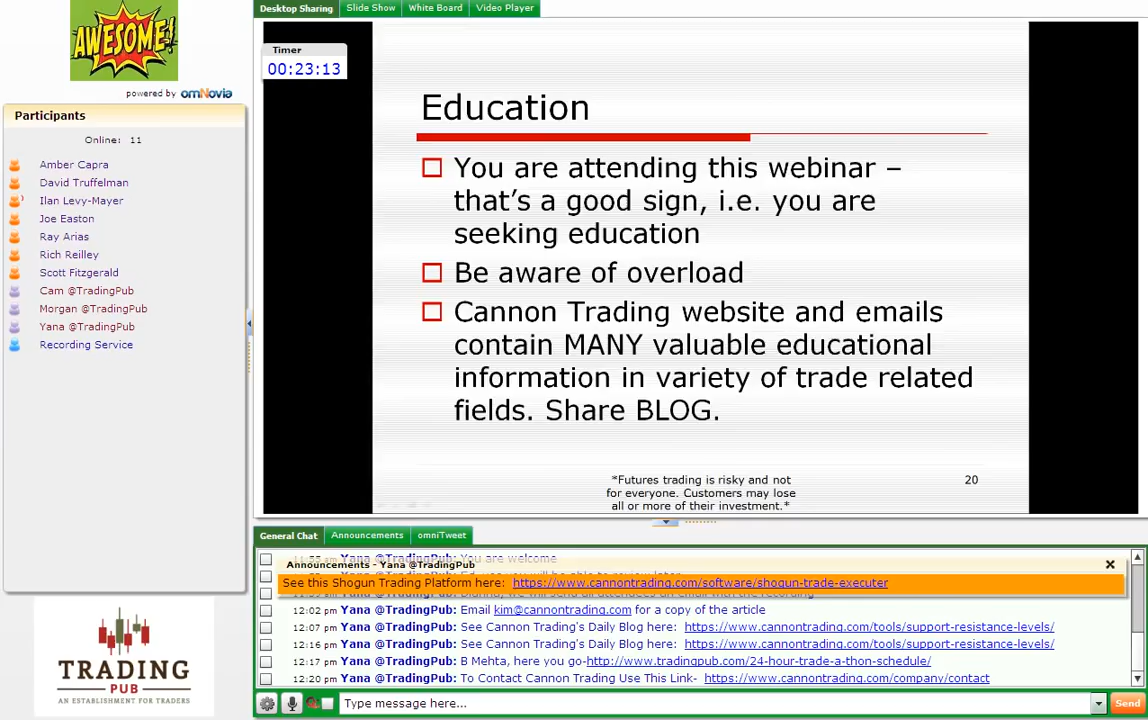 Desktop Sharing
Slide Show
White Board
Video Player
AWESOME!
powered by omNovia
Timer
00:23:13
Participants
Online: 11
Amber Capra
David Truffelman
Ilan Levy-Mayer
Joe Easton
Ray Arias
Rich Reilley
Scott Fitzgerald
Cam @TradingPub
Morgan @TradingPub
Yana @TradingPub
Recording Service
Education
You are attending this webinar –
that's a good sign, i.e. you are
seeking education
Be aware of overload
Cannon Trading website and emails
contain MANY valuable educational
information in variety of trade related
fields. Share BLOG.
*Futures trading is risky and not
for everyone. Customers may lose
all or more of their investment.*
20
General Chat
Announcements
omniTweet
Yana @TradingPub: You are welcome
Announcements - Yana @TradingPub
See this Shogun Trading Platform here: https://www.cannontrading.com/software/shogun-trade-executer
12:02 pm Yana @TradingPub: Email kim@cannontrading.com for a copy of the article
12:07 pm Yana @TradingPub: See Cannon Trading's Daily Blog here: https://www.cannontrading.com/tools/support-resistance-levels/
12:16 pm Yana @TradingPub: See Cannon Trading's Daily Blog here: https://www.cannontrading.com/tools/support-resistance-levels/
12:17 pm Yana @TradingPub: B Mehta, here you go-http://www.tradingpub.com/24-hour-trade-a-thon-schedule/
12:20 pm Yana @TradingPub: To Contact Cannon Trading Use This Link- https://www.cannontrading.com/company/contact
Type message here...
Send
TRADING
PUB
AN ESTABLISHMENT FOR TRADERS